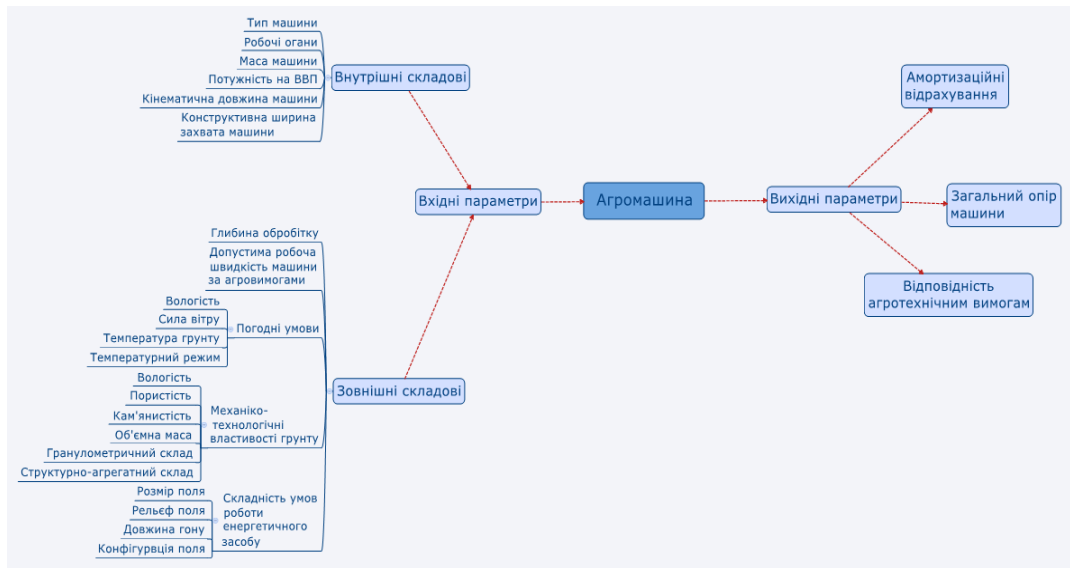 Тип машини
Робочі огани
Маса машини
Потужність на ВВП
Кінематична довжина машини
Конструктивна ширина
захвата машини
Внутрішні складові
Вхідні параметри
Агромашина
Вихідні параметри
Амортизаційні
відрахування
Загальний опір
машини
Відповідність
агротехнічним вимогам
Глибина обробітку
Допустима робоча
швидкість машини
за агровимогами
Вологість
Сила вітру
Температура грунту
Температурний режим
Погодні умови
Зовнішні складові
Вологість
Пористість
Кам'янистість
Об'ємна маса
Гранулометричний склад
Структурно-агрегатний склад
Механіко-
технологічні
властивості грунту
Розмір поля
Рельєф поля
Довжина гону
Конфігурвція поля
Складність умов
роботи
енергетичного
засобу